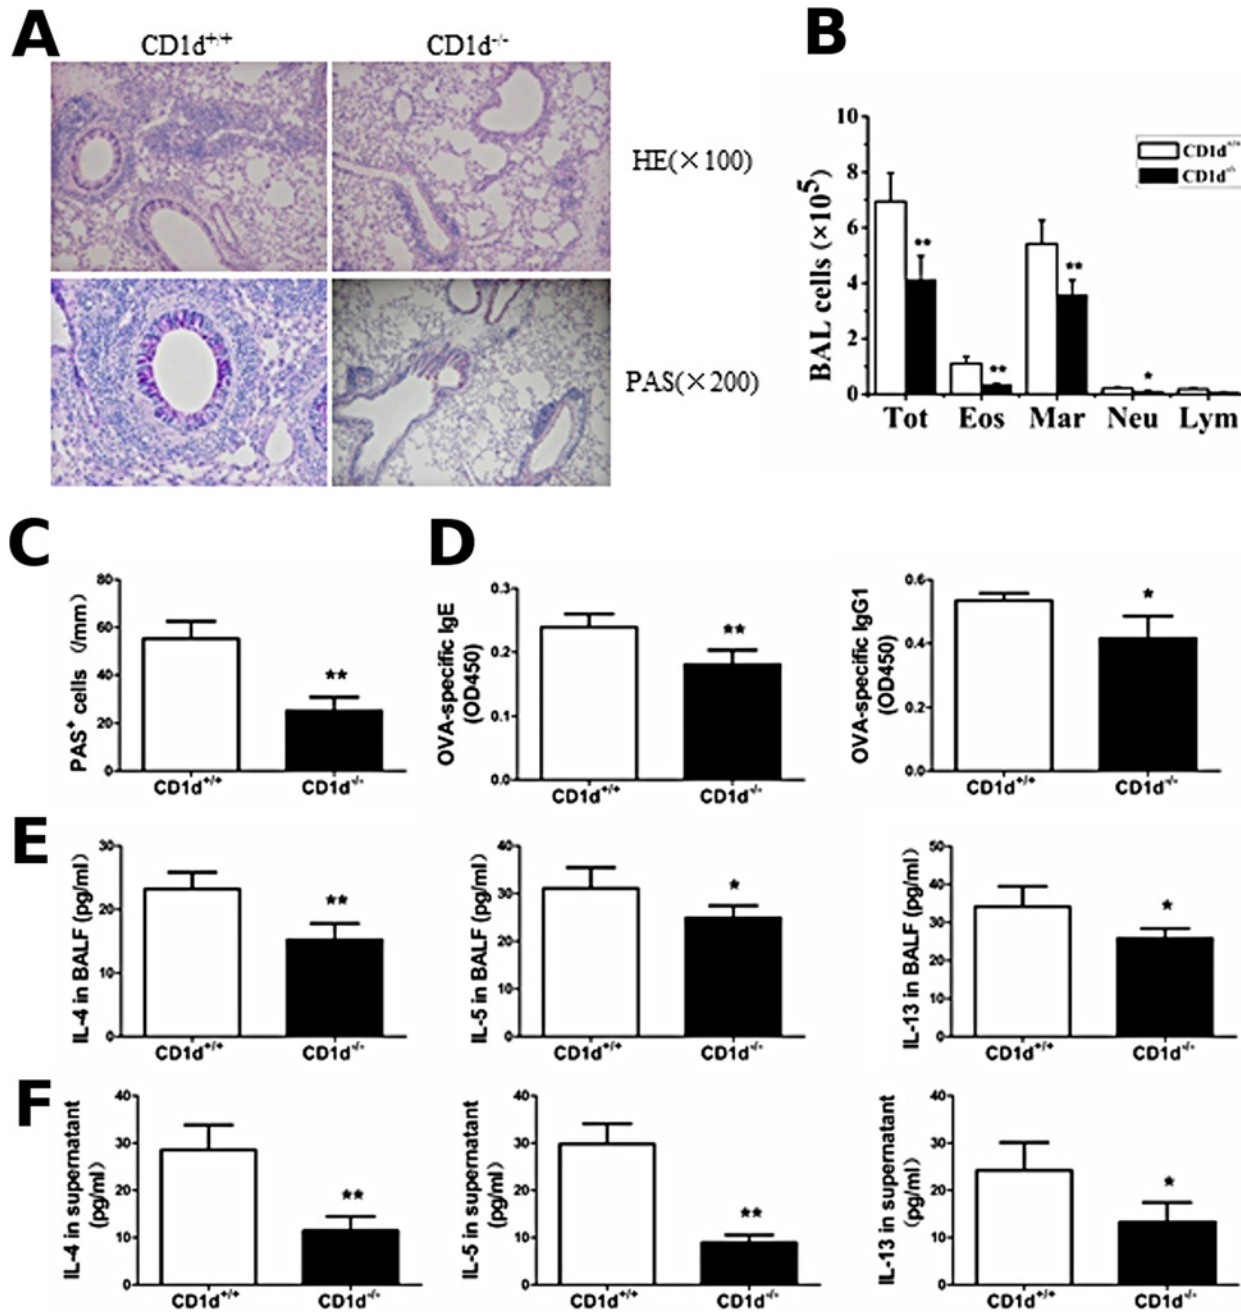 A
CD1d+/+
CD1d-/-
HE(×100)
PAS(×200)
B
BAL cells (×10⁵)
10
8
6
4
2
0
CD1d+/+
CD1d-/-
**
**
**
*
Tot
Eos
Mar
Neu
Lym
C
PAS+ cells (/mm)
80
60
40
20
0
**
CD1d+/+
CD1d-/-
D
OVA-specific IgE
(OD450)
0.3
0.2
0.1
0.0
**
CD1d+/+
CD1d-/-
OVA-specific IgG1
(OD450)
0.6
0.4
0.2
0.0
*
CD1d+/+
CD1d-/-
E
IL-4 in BALF (pg/ml)
30
20
10
0
**
CD1d+/+
CD1d-/-
IL-5 in BALF (pg/ml)
40
30
20
10
0
*
CD1d+/+
CD1d-/-
IL-13 in BALF (pg/ml)
50
40
30
20
10
0
*
CD1d+/+
CD1d-/-
F
IL-4 in supernatant
(pg/ml)
40
30
20
10
0
**
CD1d+/+
CD1d-/-
IL-5 in supernatant
(pg/ml)
40
30
20
10
0
**
CD1d+/+
CD1d-/-
IL-13 in supernatant
(pg/ml)
40
30
20
10
0
*
CD1d+/+
CD1d-/-